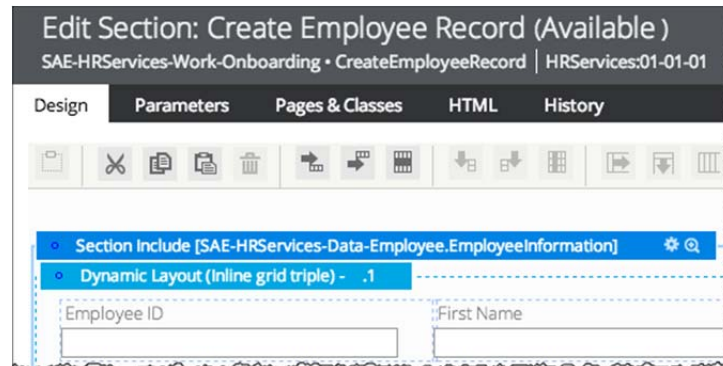 Edit Section: Create Employee Record (Available )
SAE-HRServices-Work-Onboarding • CreateEmployeeRecord | HRServices:01-01-01
Design Parameters Pages & Classes HTML History
Section Include [SAE-HRServices-Data-Employee.EmployeeInformation]
Dynamic Layout (Inline grid triple) - .1
Employee ID First Name